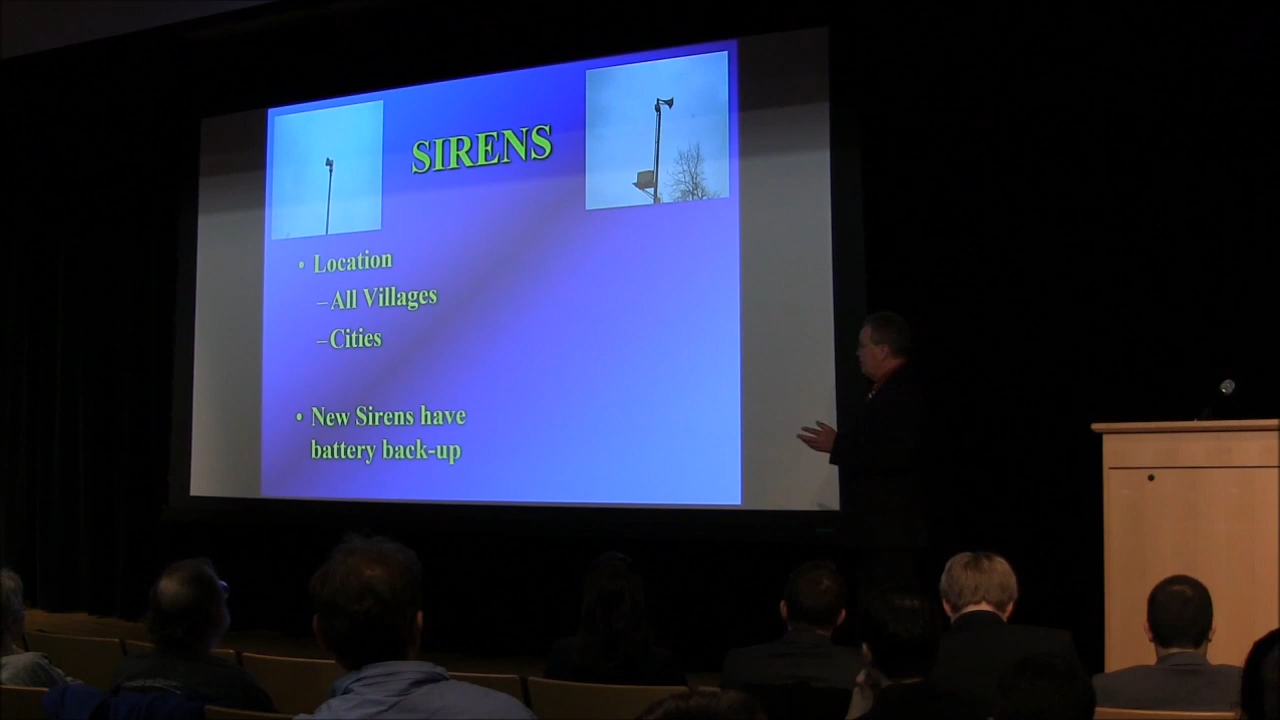 SIRENS
• Location
–All Villages
–Cities
• New Sirens have
battery back-up